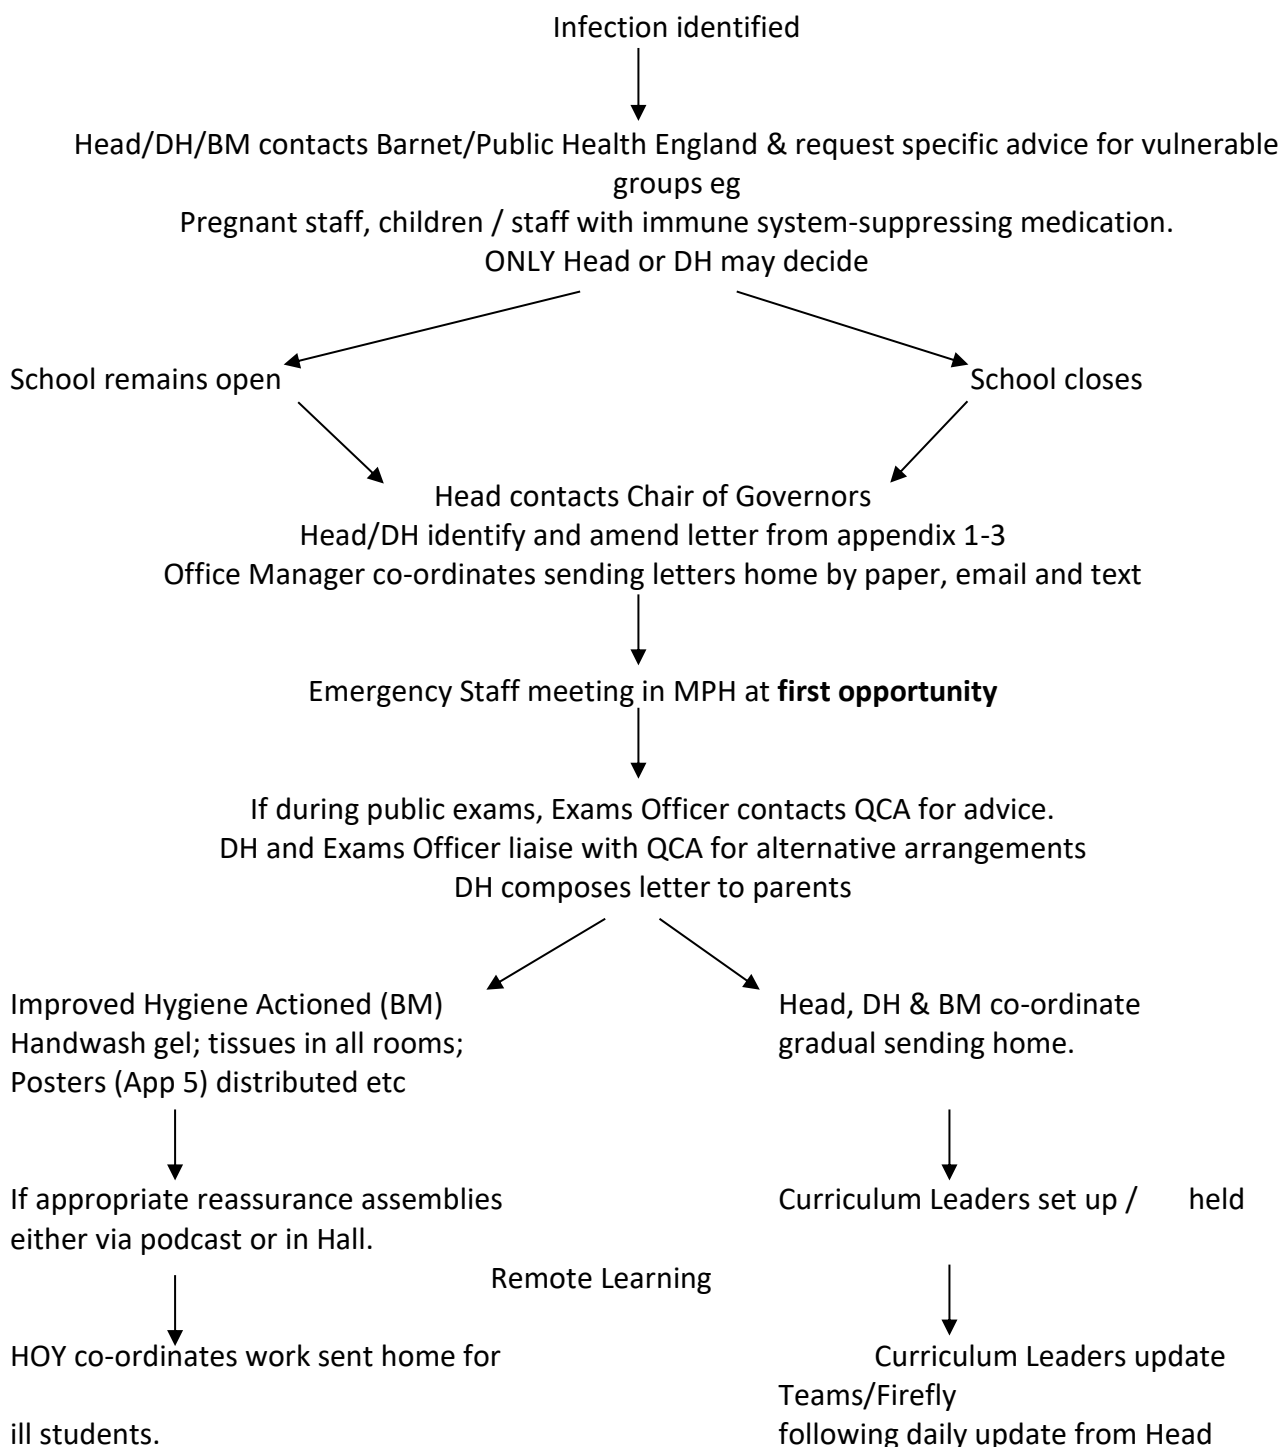 Infection identified
Head/DH/BM contacts Barnet/Public Health England & request specific advice for vulnerable
groups eg
Pregnant staff, children / staff with immune system-suppressing medication.
ONLY Head or DH may decide
School remains open
School closes
Head contacts Chair of Governors
Head/DH identify and amend letter from appendix 1-3
Office Manager co-ordinates sending letters home by paper, email and text
Emergency Staff meeting in MPH at first opportunity
If during public exams, Exams Officer contacts QCA for advice.
DH and Exams Officer liaise with QCA for alternative arrangements
DH composes letter to parents
Improved Hygiene Actioned (BM)
Handwash gel; tissues in all rooms;
Posters (App 5) distributed etc
Head, DH & BM co-ordinate
gradual sending home.
If appropriate reassurance assemblies
either via podcast or in Hall.
Curriculum Leaders set up / held
Remote Learning
HOY co-ordinates work sent home for
ill students.
Curriculum Leaders update
Teams/Firefly
following daily update from Head